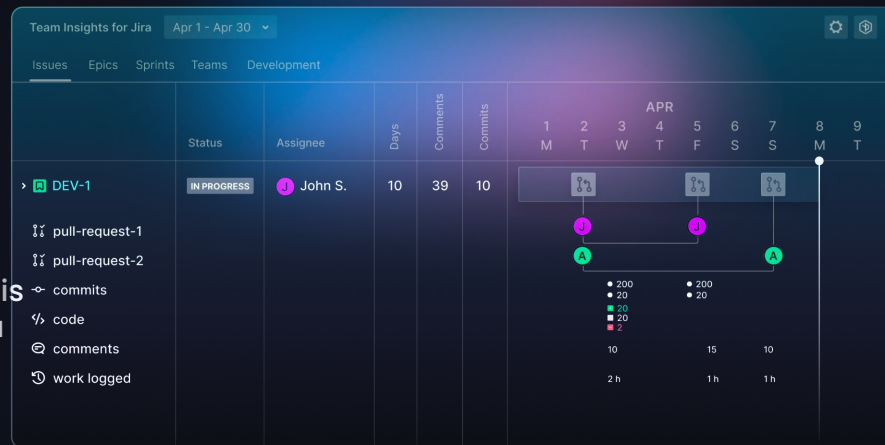 Team Insights for Jira Apr 1 - Apr 30
Issues Epics Sprints Teams Development
Status Assignee Days Comments Commits
APR
1 2 3 4 5 6 7 8 9
M T W T F S S M T
DEV-1 IN PROGRESS J John S. 10 39 10
pull-request-1 J J
pull-request-2 A A
is commits 200 200
20 20
code 20
20
2
comments 10 15 10
work logged 2 h 1 h 1 h